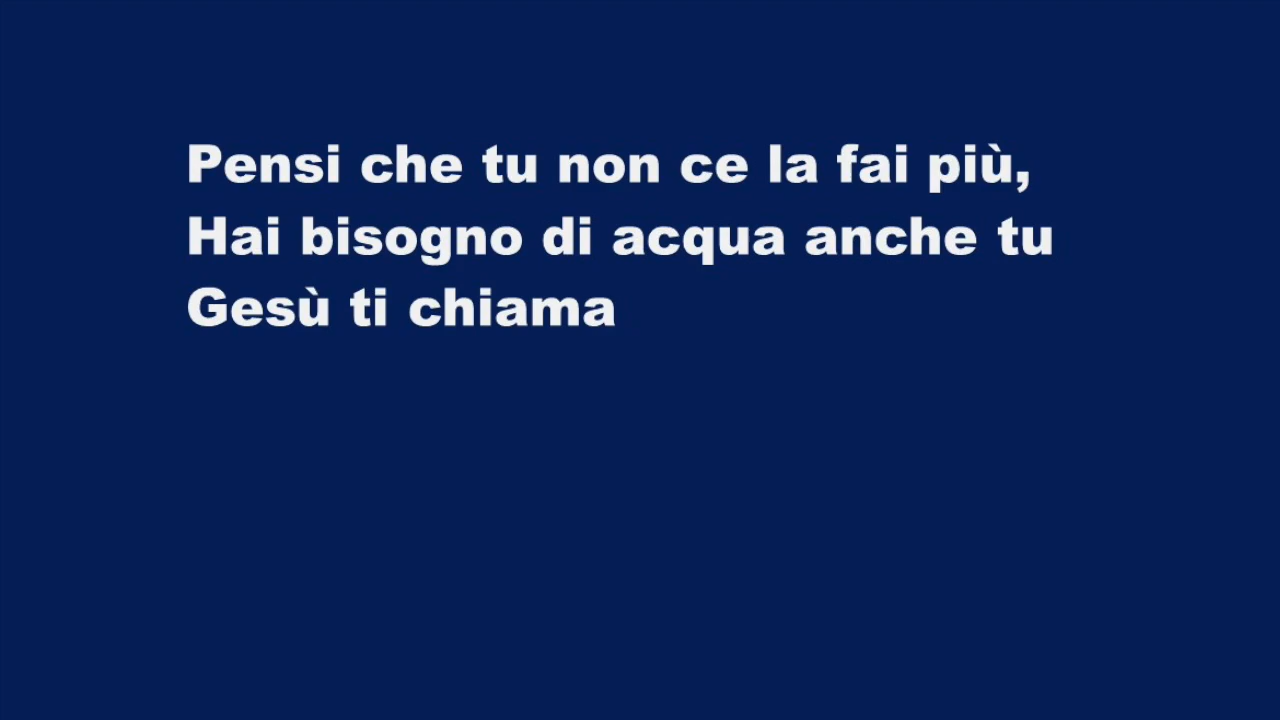 Pensi che tu non ce la fai più,
Hai bisogno di acqua anche tu
Gesù ti chiama